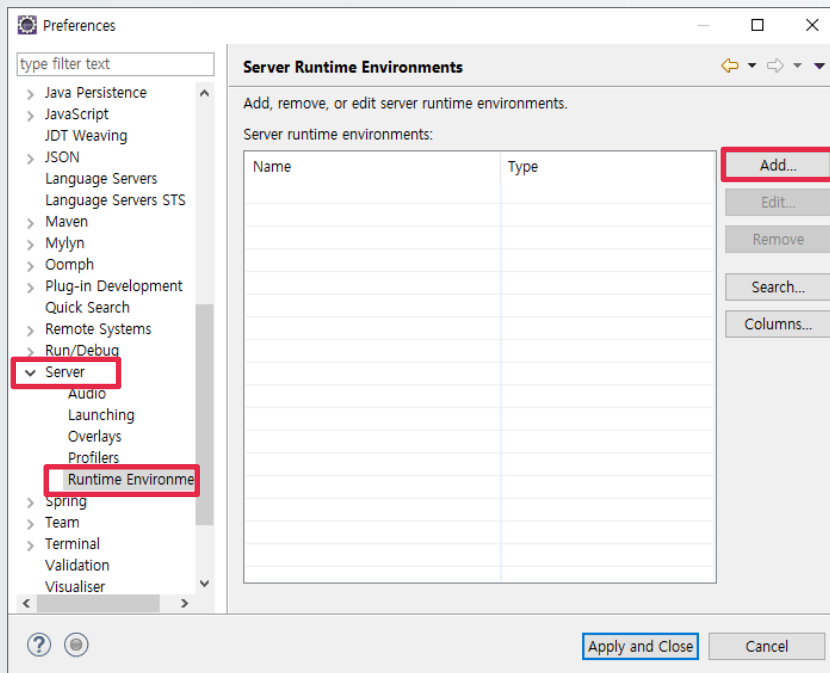 Preferences
type filter text
Java Persistence
JavaScript
JDT Weaving
JSON
Language Servers
Language Servers STS
Maven
Mylyn
Oomph
Plug-in Development
Quick Search
Remote Systems
Run/Debug
Server
Audio
Launching
Overlays
Profilers
Runtime Environme
Spring
Team
Terminal
Validation
Visualiser
Server Runtime Environments
Add, remove, or edit server runtime environments.
Server runtime environments:
Name Type
Add...
Edit...
Remove
Search...
Columns...
?
Apply and Close Cancel